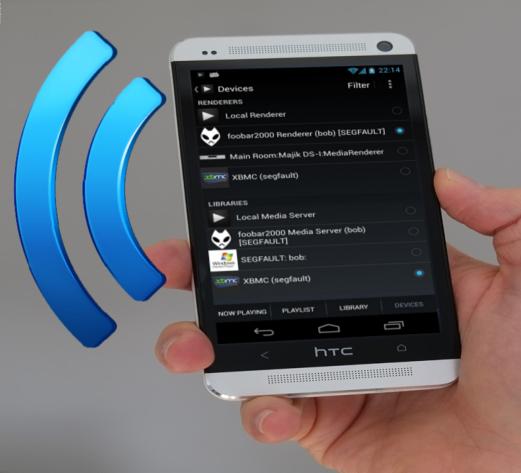 22:14
Devices
Filter
RENDERERS
Local Renderer
foobar2000 Renderer (bob) [SEGFAULT]
Main Room:Majik DS-I:MediaRenderer
xbmc
XBMC (segfault)
LIBRARIES
Local Media Server
foobar2000 Media Server (bob)
[SEGFAULT]
Windows
SEGFAULT: bob:
xbmc
XBMC (segfault)
NOW PLAYING
PLAYLIST
LIBRARY
DEVICES
hTC